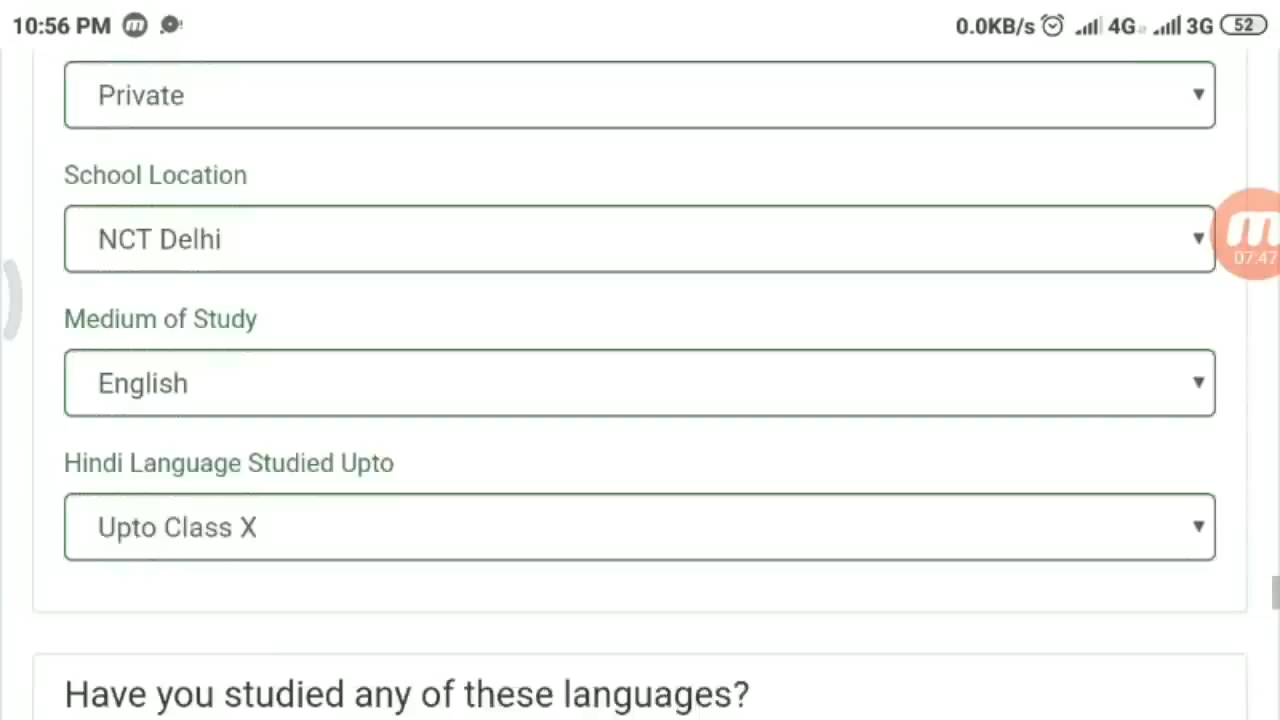 10:56 PM 0.0KB/s 4G 3G 52
Private
School Location
NCT Delhi
07:47
Medium of Study
English
Hindi Language Studied Upto
Upto Class X
Have you studied any of these languages?